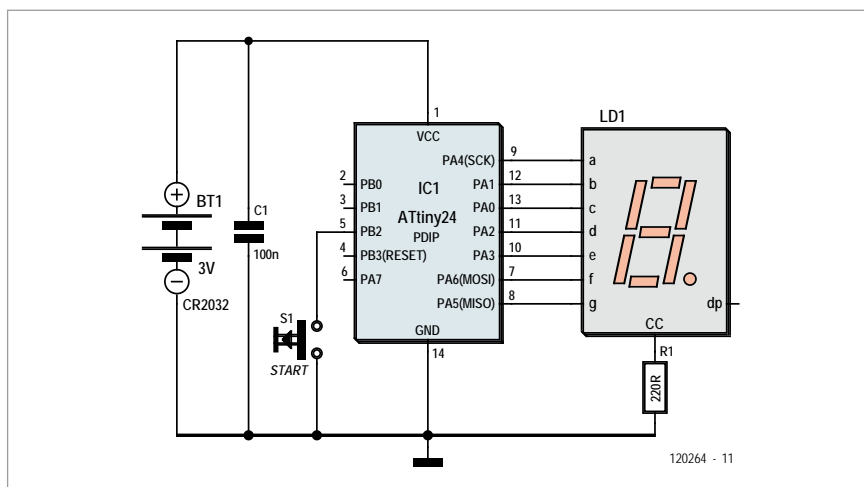 1
VCC
LD1
PA4(SCK) 9 a
2 PB0 IC1 PA1 12 b
3 PB1 ATtiny24 PA0 13 c
5 PB2 PDIP PA2 11 d
4 PB3(RESET) PA3 10 e
6 PA7 PA6(MOSI) 7 f
PA5(MISO) 8 g dp
GND CC
14
+ BT1
3V
CR2032
C1
100n
S1
START
R1
220R
120264 - 11